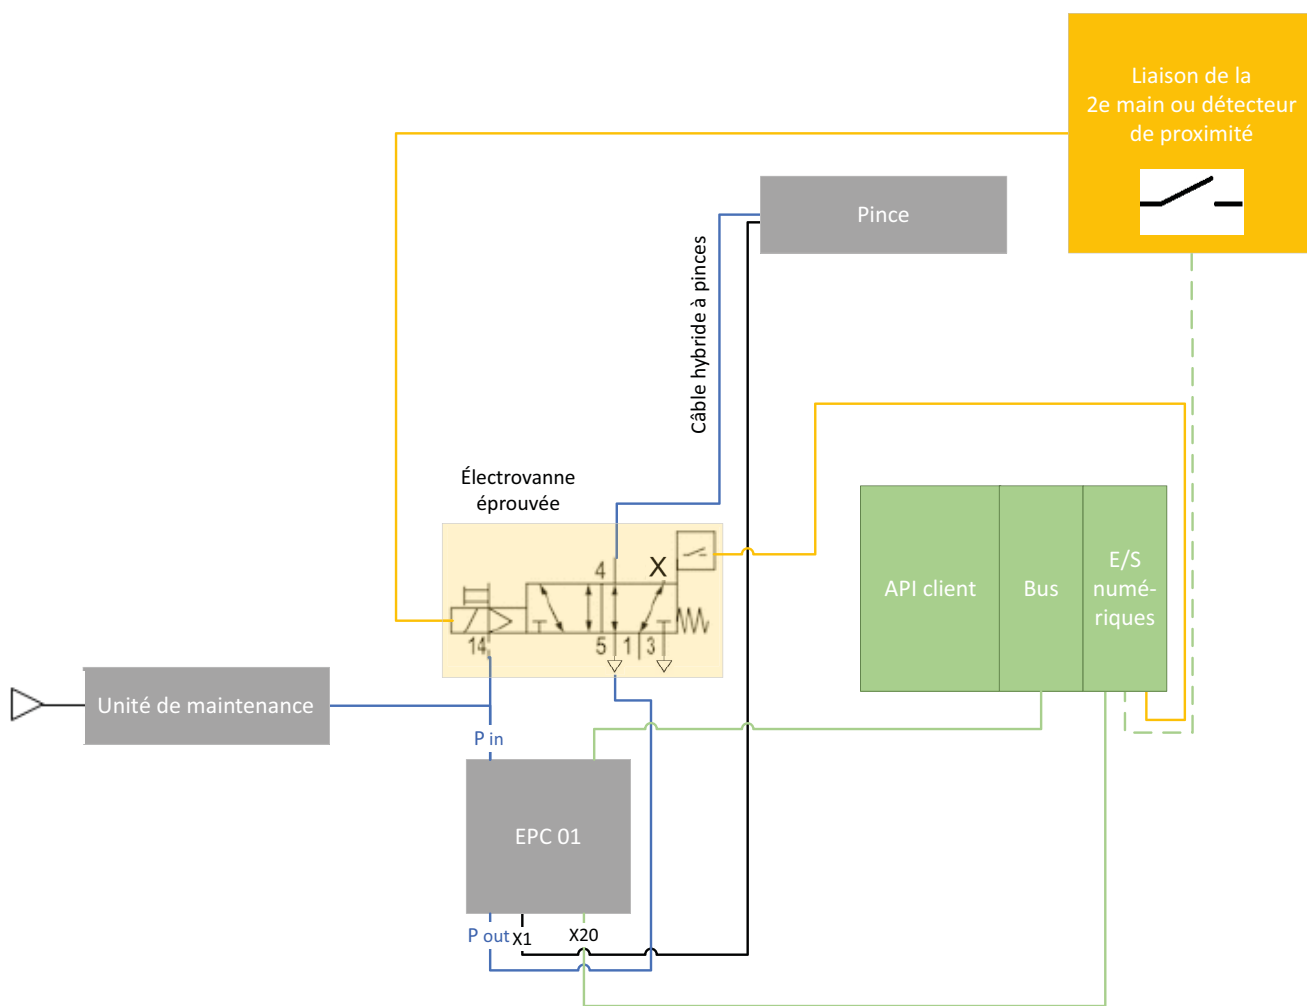 Liaison de la
2e main ou détecteur
de proximité
Pince
Câble hybride à pinces
Électrovanne
éprouvée
4
X
14
5
1
3
API client
Bus
E/S
numé-
riques
Unité de maintenance
P in
EPC 01
P out
X1
X20